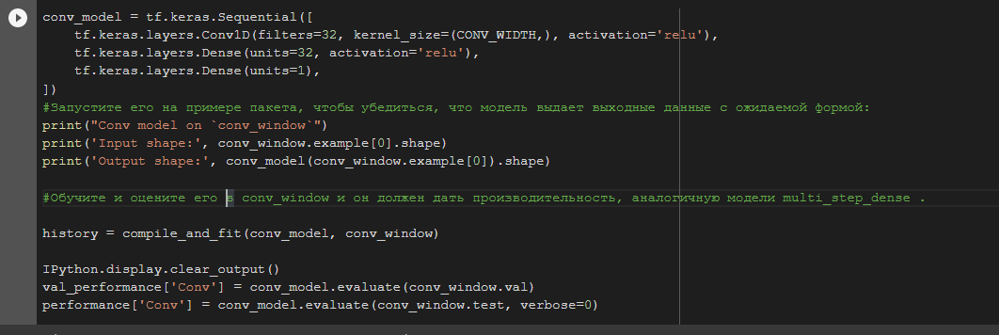 conv_model = tf.keras.Sequential([
    tf.keras.layers.Conv1D(filters=32, kernel_size=(CONV_WIDTH,), activation='relu'),
    tf.keras.layers.Dense(units=32, activation='relu'),
    tf.keras.layers.Dense(units=1),
])
#Запустите его на примере пакета, чтобы убедиться, что модель выдает выходные данные с ожидаемой формой:
print("Conv model on `conv_window`")
print('Input shape:', conv_window.example[0].shape)
print('Output shape:', conv_model(conv_window.example[0]).shape)
#Обучите и оцените его в conv_window и он должен дать производительность, аналогичную модели multi_step_dense .
history = compile_and_fit(conv_model, conv_window)
IPython.display.clear_output()
val_performance['Conv'] = conv_model.evaluate(conv_window.val)
performance['Conv'] = conv_model.evaluate(conv_window.test, verbose=0)